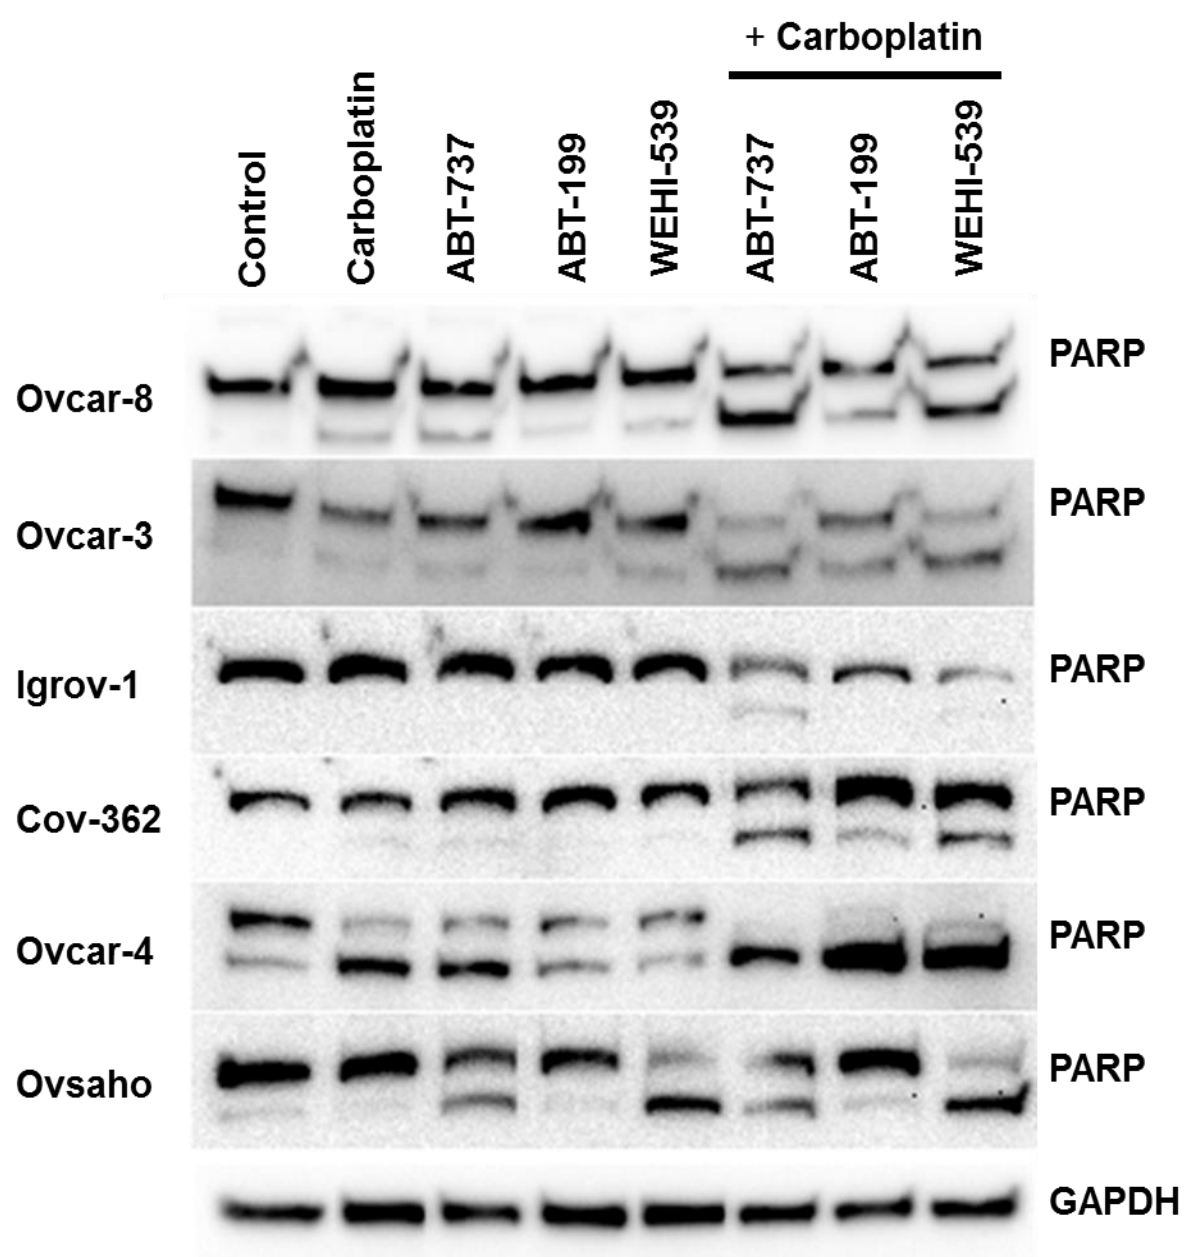 + Carboplatin
Control
Carboplatin
ABT-737
ABT-199
WEHI-539
ABT-737
ABT-199
WEHI-539
Ovcar-8
PARP
Ovcar-3
PARP
Igrov-1
PARP
Cov-362
PARP
Ovcar-4
PARP
Ovsaho
PARP
GAPDH